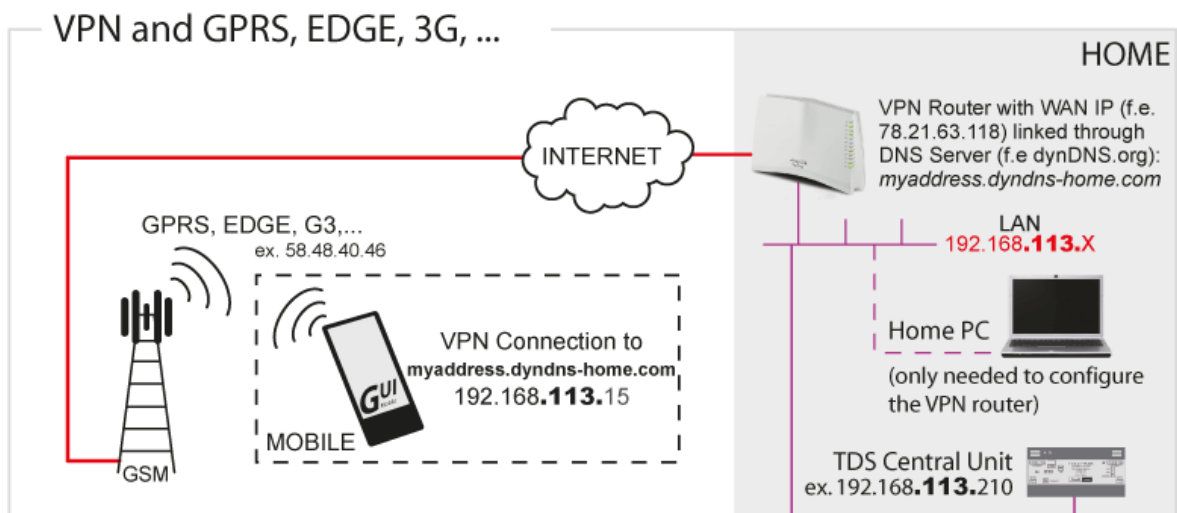 VPN and GPRS, EDGE, 3G, ...
HOME
VPN Router with WAN IP (f.e.
78.21.63.118) linked through
DNS Server (f.e dynDNS.org):
myaddress.dyndns-home.com
INTERNET
LAN
192.168.113.X
GPRS, EDGE, G3,...
ex. 58.48.40.46
Home PC
(only needed to configure
the VPN router)
VPN Connection to
myaddress.dyndns-home.com
192.168.113.15
GUI
MOBILE
GSM
TDS Central Unit
ex. 192.168.113.210